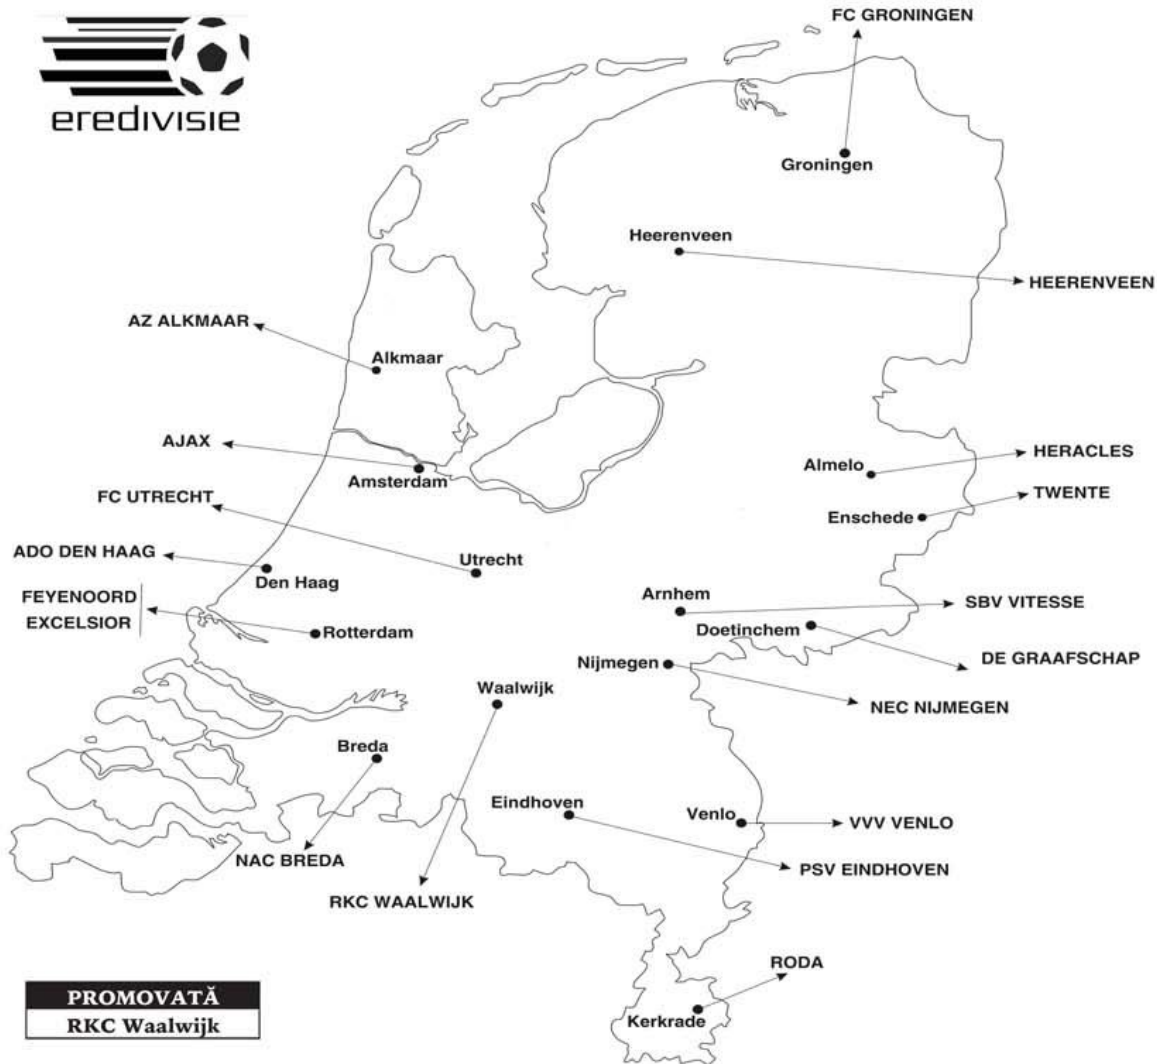 FC GRONINGEN
eredivisie
Groningen
Heerenveen
HEERENVEEN
AZ ALKMAAR
Alkmaar
AJAX
Amsterdam
Almelo
HERACLES
FC UTRECHT
Enschede
TWENTE
ADO DEN HAAG
Den Haag
Utrecht
FEYENOORD
EXCELSIOR
Rotterdam
Arnhem
SBV VITESSE
Doetinchem
DE GRAAFSCHAP
Nijmegen
NEC NIJMEGEN
Waalwijk
Breda
Eindhoven
Venlo
VVV VENLO
NAC BREDA
PSV EINDHOVEN
RKC WAALWIJK
RODA
Kerkrade
PROMOVATĂ
RKC Waalwijk